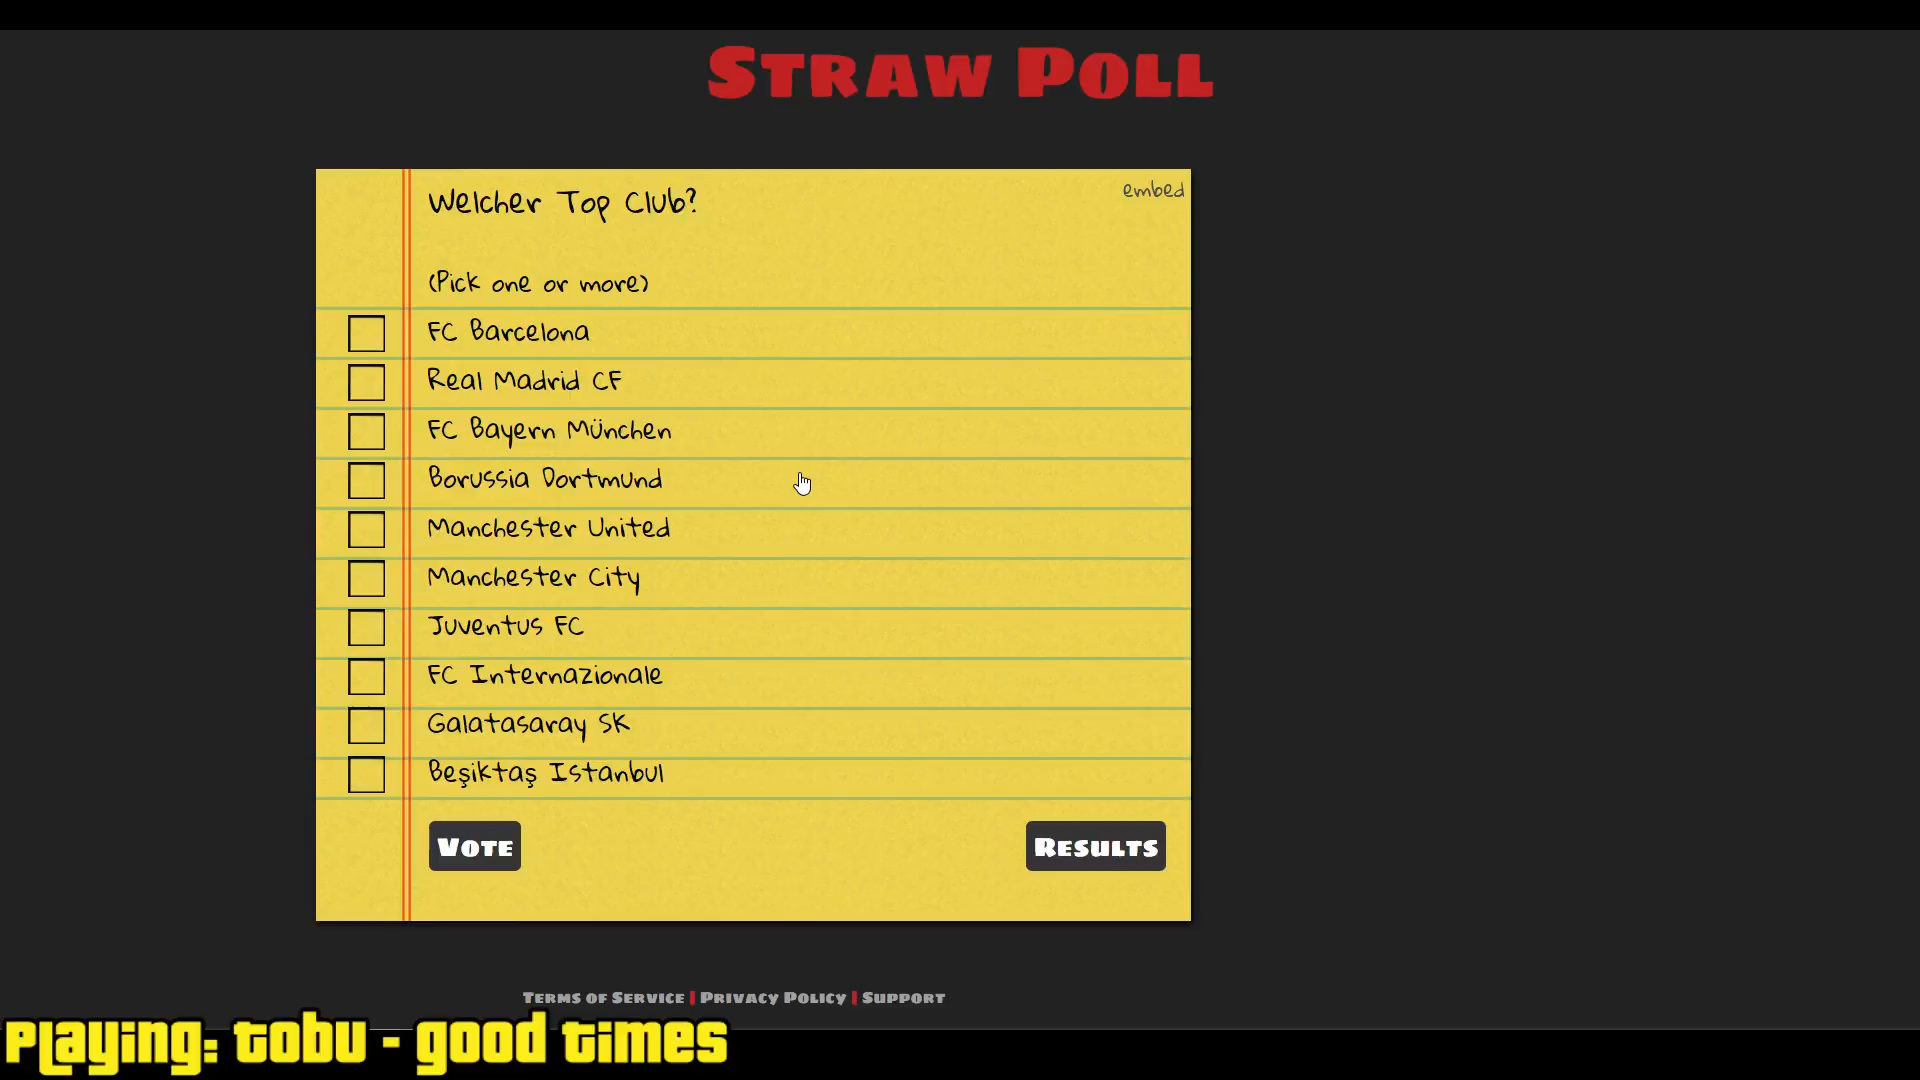 STRAW POLL
Welcher Top Club?
embed
(Pick one or more)
FC Barcelona
Real Madrid CF
FC Bayern München
Borussia Dortmund
Manchester United
Manchester City
Juventus FC
FC Internazionale
Galatasaray SK
Beşiktaş Istanbul
VOTE
RESULTS
TERMS OF SERVICE | PRIVACY POLICY | SUPPORT
Playing: tobu - good times